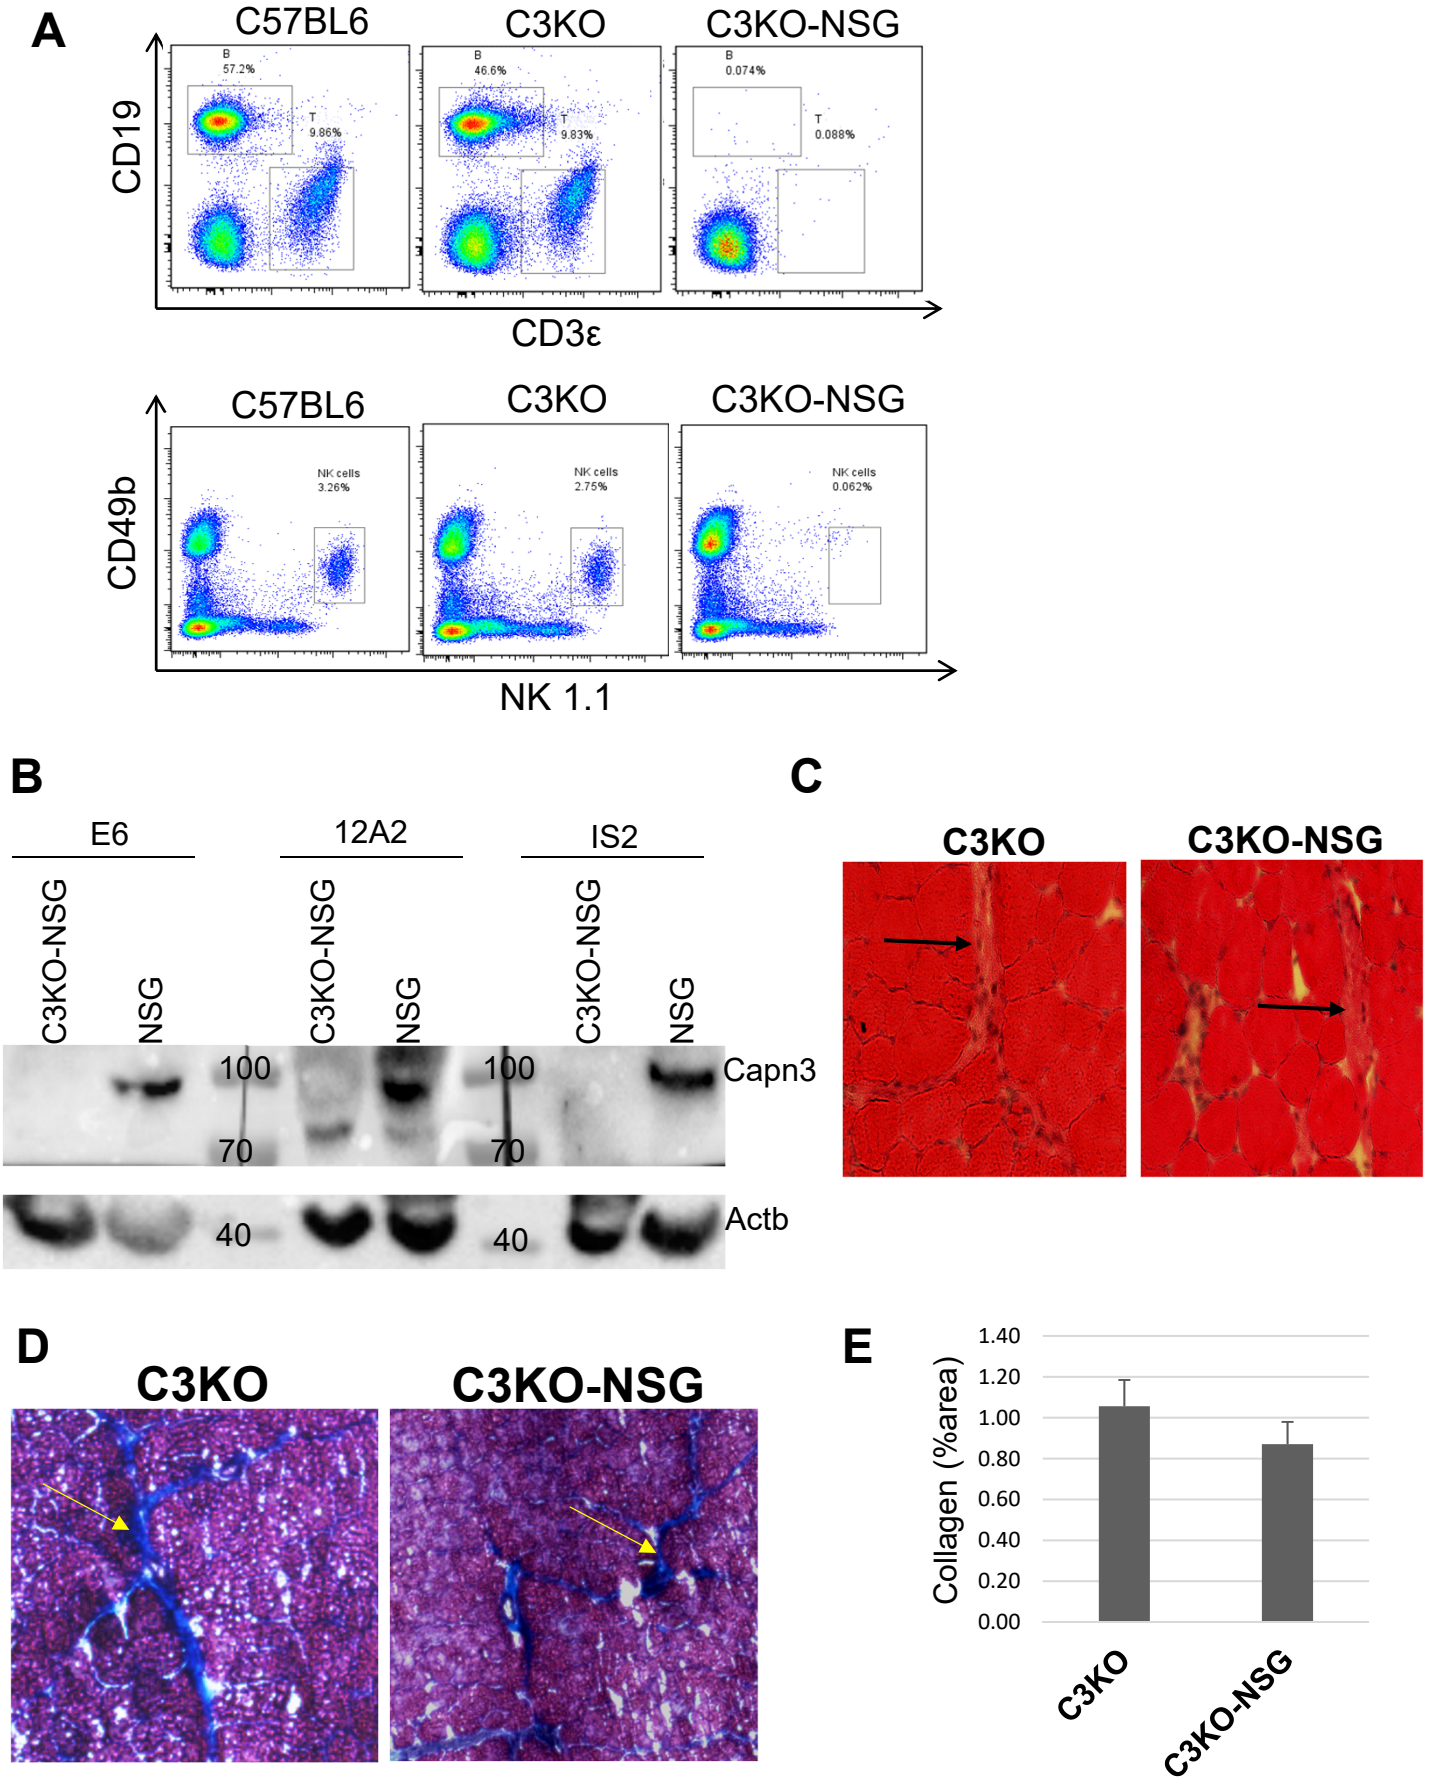 A
C57BL6
C3KO
C3KO-NSG
B
57.2%
T
9.86%
B
46.6%
T
9.83%
B
0.074%
T
0.088%
CD19
CD3ε
C57BL6
C3KO
C3KO-NSG
NK cells
3.26%
NK cells
2.75%
NK cells
0.062%
CD49b
NK 1.1
B
E6
12A2
IS2
C3KO-NSG
NSG
C3KO-NSG
NSG
C3KO-NSG
NSG
100
100
Capn3
70
70
40
40
Actb
C
C3KO
C3KO-NSG
D
C3KO
C3KO-NSG
E
Collagen (%area)
1.40
1.20
1.00
0.80
0.60
0.40
0.20
0.00
C3KO
C3KO-NSG